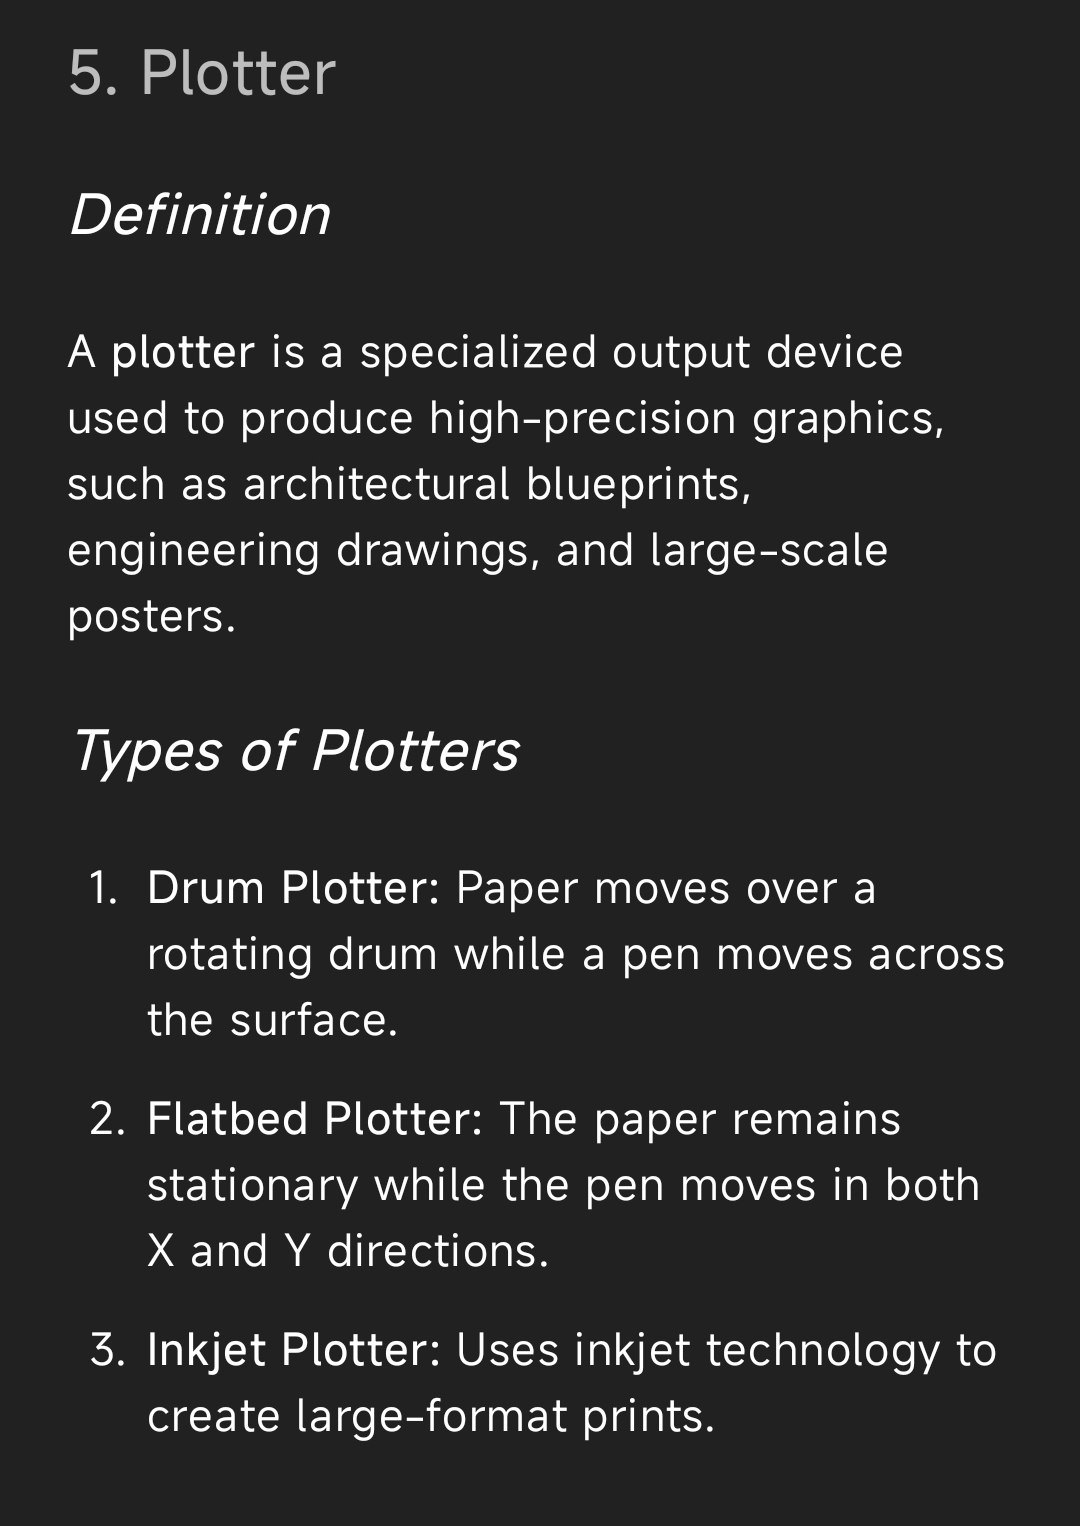 5. Plotter
Definition
A plotter is a specialized output device
used to produce high-precision graphics,
such as architectural blueprints,
engineering drawings, and large-scale
posters.
Types of Plotters
1. Drum Plotter: Paper moves over a
rotating drum while a pen moves across
the surface.
2. Flatbed Plotter: The paper remains
stationary while the pen moves in both
X and Y directions.
3. Inkjet Plotter: Uses inkjet technology to
create large-format prints.